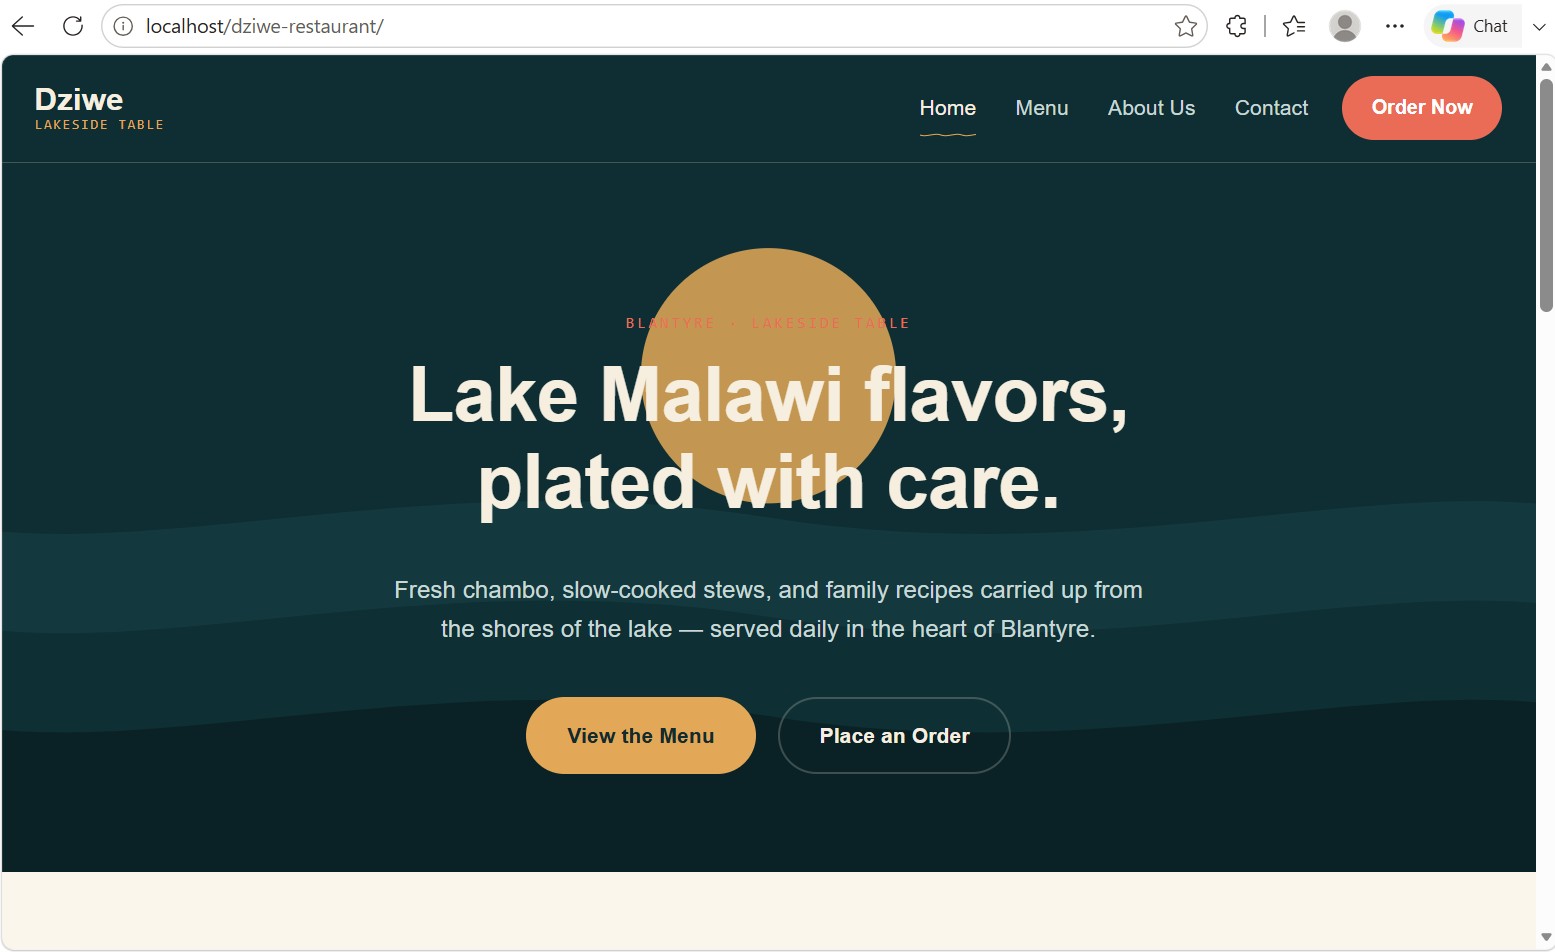 localhost/dziwe-restaurant/
Chat
Dziwe
LAKESIDE TABLE
Home
Menu
About Us
Contact
Order Now
BLANTYRE · LAKESIDE TABLE
Lake Malawi flavors,
plated with care.
Fresh chambo, slow-cooked stews, and family recipes carried up from
the shores of the lake — served daily in the heart of Blantyre.
View the Menu
Place an Order